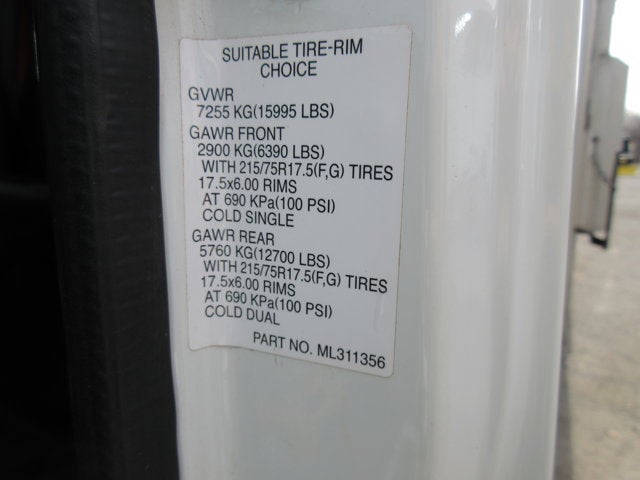 SUITABLE TIRE-RIM
CHOICE
GVWR
7255 KG(15995 LBS)
GAWR FRONT
2900 KG(6390 LBS)
WITH 215/75R17.5(F,G) TIRES
17.5x6.00 RIMS
AT 690 KPa(100 PSI)
COLD SINGLE
GAWR REAR
5760 KG(12700 LBS)
WITH 215/75R17.5(F,G) TIRES
17.5x6.00 RIMS
AT 690 KPa(100 PSI)
COLD DUAL
PART NO. ML311356